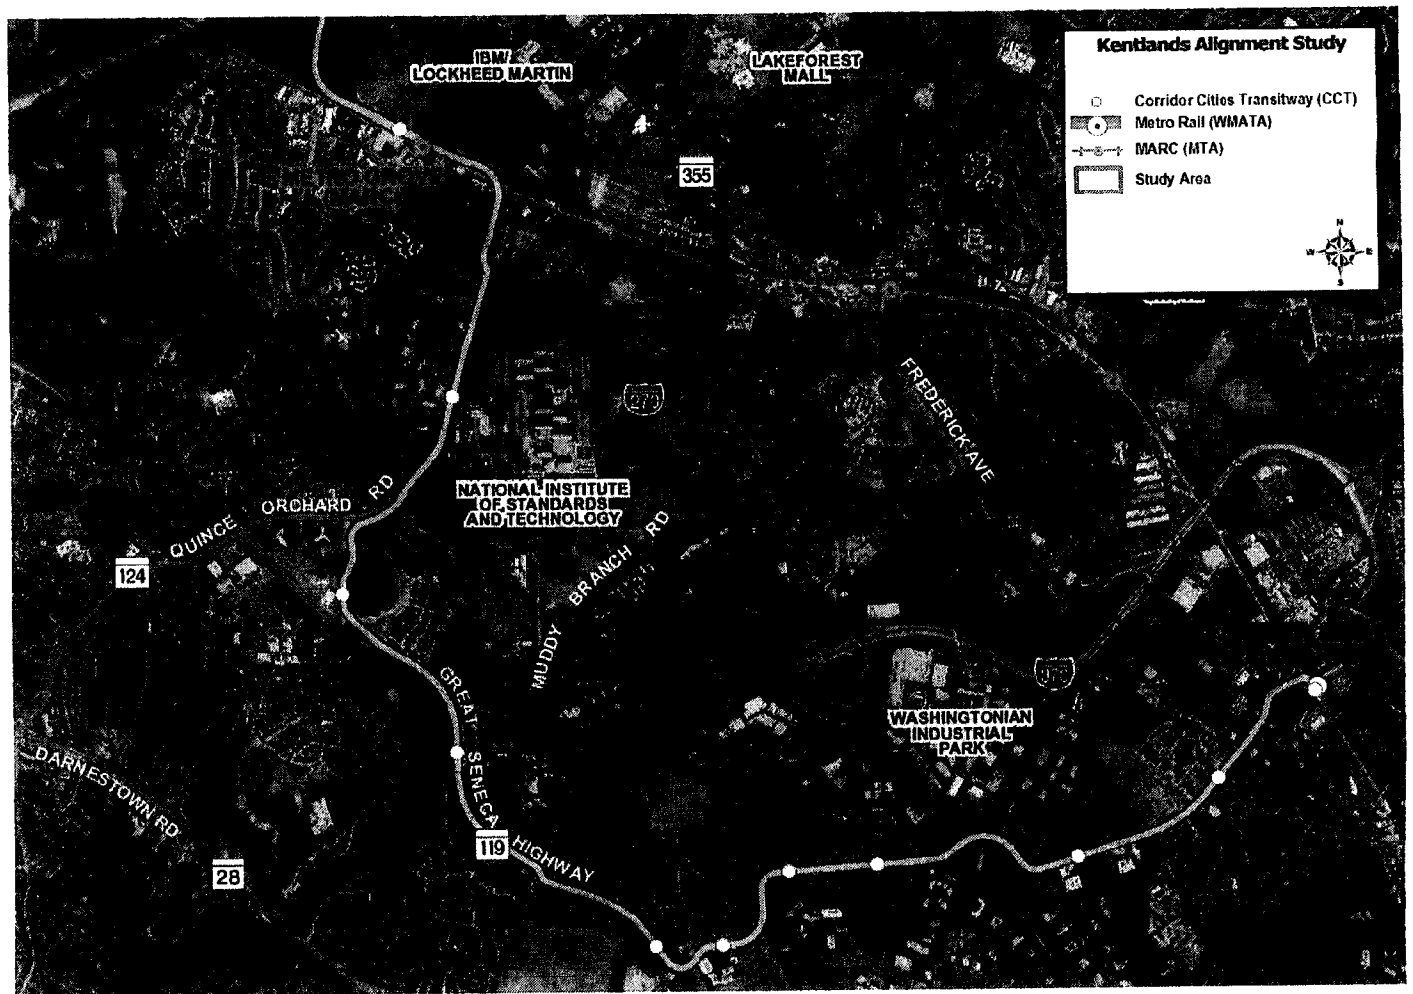 Kentlands Alignment Study
Corridor Cities Transitway (CCT)
Metro Rail (WMATA)
MARC (MTA)
Study Area
N
W
E
S
IBM/
LOCKHEED MARTIN
LAKEFOREST
MALL
355
270
FREDERICK AVE
NATIONAL INSTITUTE
OF STANDARDS
AND TECHNOLOGY
QUINCE ORCHARD RD
124
MUDDY BRANCH RD
GREAT SENECA HIGHWAY
119
DARNESTOWN RD
28
WASHINGTONIAN
INDUSTRIAL
PARK